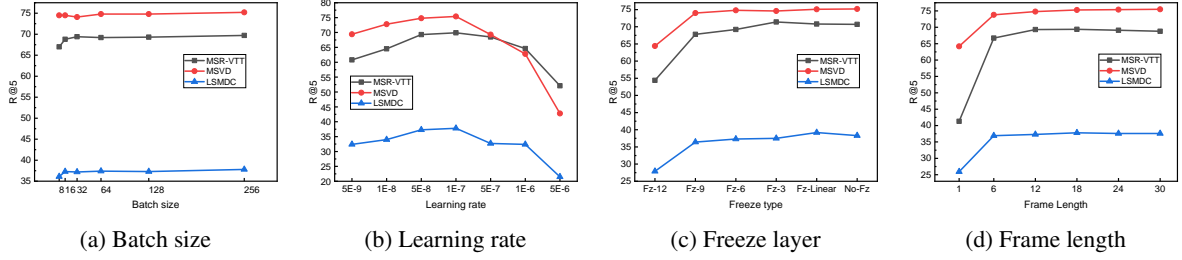 80
75
70
65
60
55
50
45
40
35
R @5
MSR-VTT
MSVD
LSMDC
8 16 32 64 128 256
Batch size
(a) Batch size
80
75
70
65
60
55
50
45
40
35
30
25
20
R @5
MSR-VTT
MSVD
LSMDC
5E-9 1E-8 5E-8 1E-7 5E-7 1E-6 5E-6
Learning rate
(b) Learning rate
75
70
65
60
55
50
45
40
35
30
25
R @5
MSR-VTT
MSVD
LSMDC
Fz-12 Fz-9 Fz-6 Fz-3 Fz-Linear No-Fz
Freeze type
(c) Freeze layer
75
70
65
60
55
50
45
40
35
30
25
R @5
MSR-VTT
MSVD
LSMDC
1 6 12 18 24 30
Frame Length
(d) Frame length